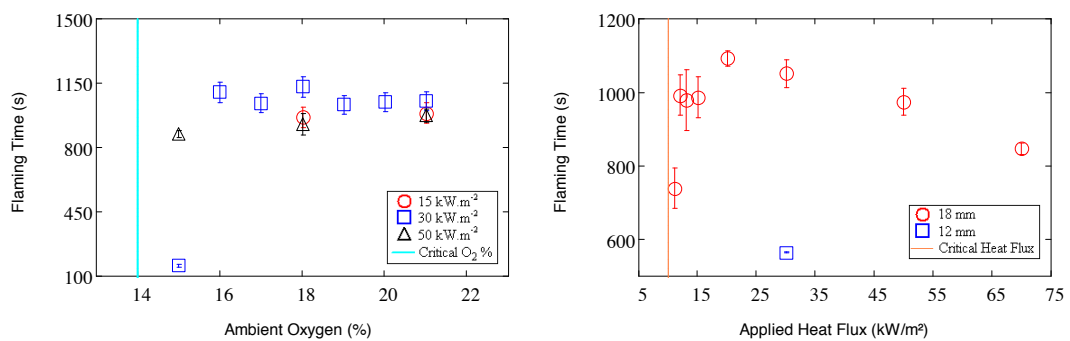 1500
1150
800
450
100
14
16
18
20
22
Flaming Time (s)
Ambient Oxygen (%)
15 kW.m⁻²
30 kW.m⁻²
50 kW.m⁻²
Critical O₂ %
1200
1000
800
600
5
15
25
35
45
55
65
75
Flaming Time (s)
Applied Heat Flux (kW/m²)
18 mm
12 mm
Critical Heat Flux